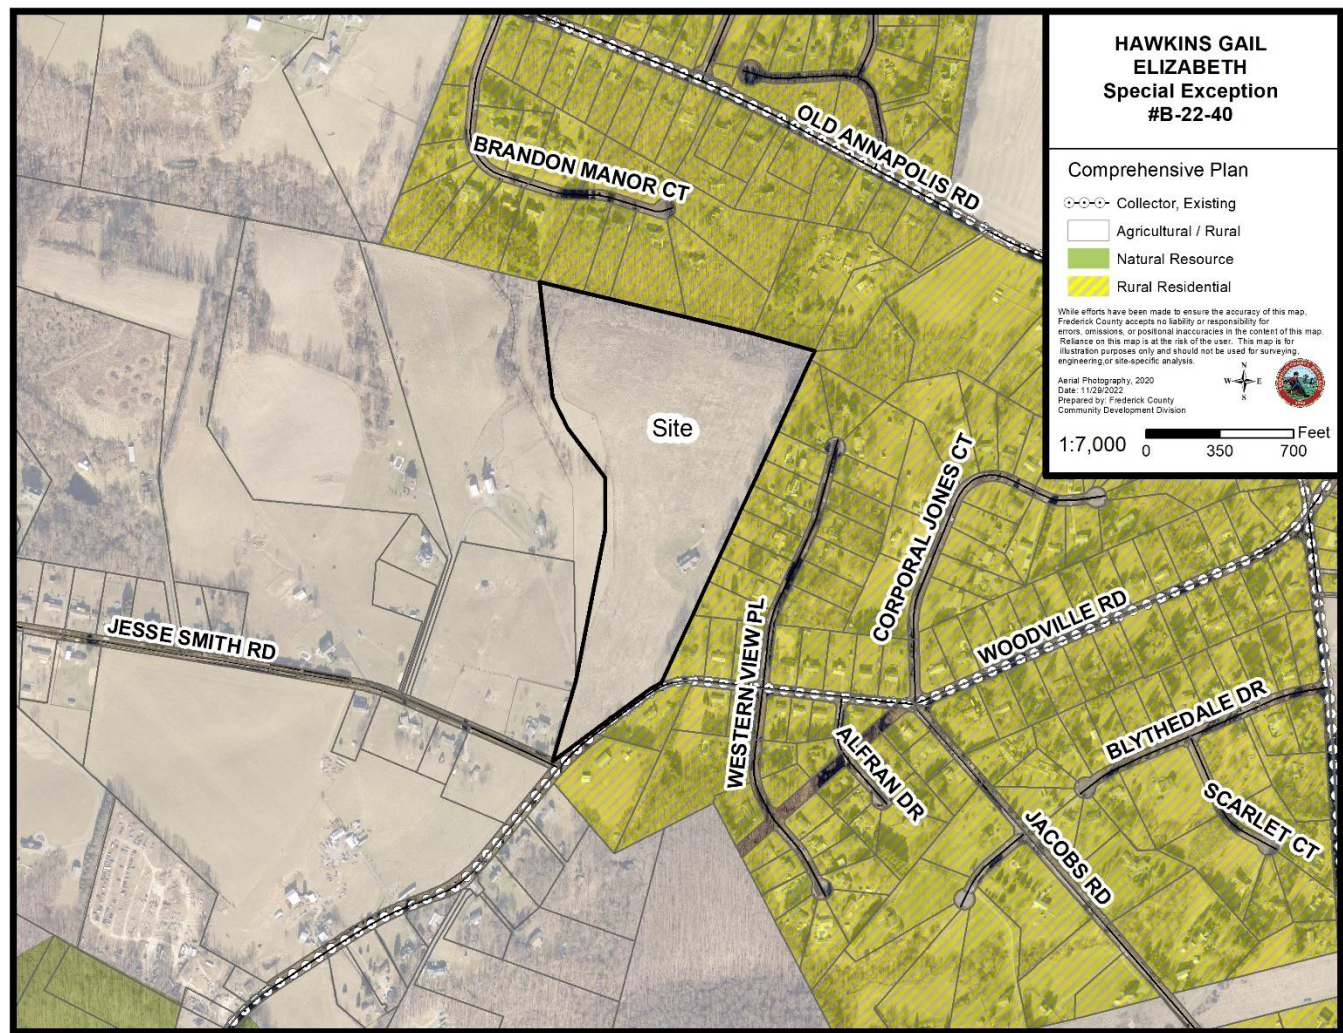 HAWKINS GAIL
ELIZABETH
Special Exception
#B-22-40
Comprehensive Plan
Collector, Existing
Agricultural / Rural
Natural Resource
Rural Residential
While efforts have been made to ensure the accuracy of this map,
Frederick County accepts no liability or responsibility for
errors, omissions, or positional inaccuracies in the content of this map.
Reliance on this map is at the risk of the user. This map is for
illustration purposes only and should not be used for surveying,
engineering,or site-specific analysis.
Aerial Photography, 2020
Date: 11/29/2022
Prepared by: Frederick County
Community Development Division
N
W E
S
1:7,000
Feet
0 350 700
OLD ANNAPOLIS RD
BRANDON MANOR CT
Site
CORPORAL JONES CT
JESSE SMITH RD
WESTERN VIEW PL
WOODVILLE RD
BLYTHEDALE DR
ALFRAN DR
SCARLET CT
JACOBS RD